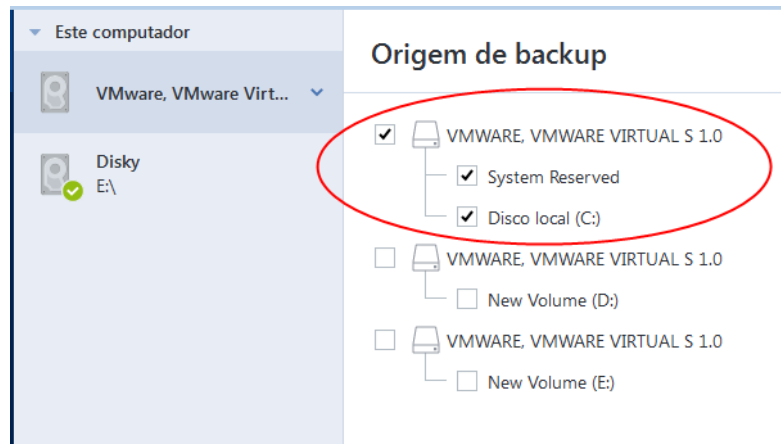 Este computador
VMware, VMware Virt...
Disky
E:\
Origem de backup
VMWARE, VMWARE VIRTUAL S 1.0
System Reserved
Disco local (C:)
VMWARE, VMWARE VIRTUAL S 1.0
New Volume (D:)
VMWARE, VMWARE VIRTUAL S 1.0
New Volume (E:)